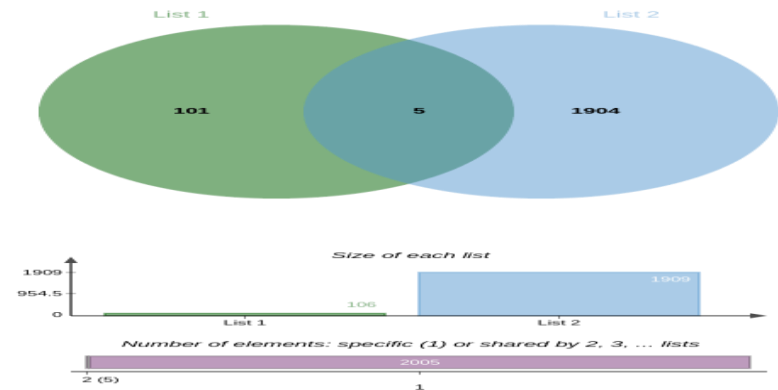 List 1 List 2
101 5 1904
Size of each list
1909
1909
106
954.5
0
List 1 List 2
Number of elements: specific (1) or shared by 2, 3, ... lists
2005
2 (5)
1